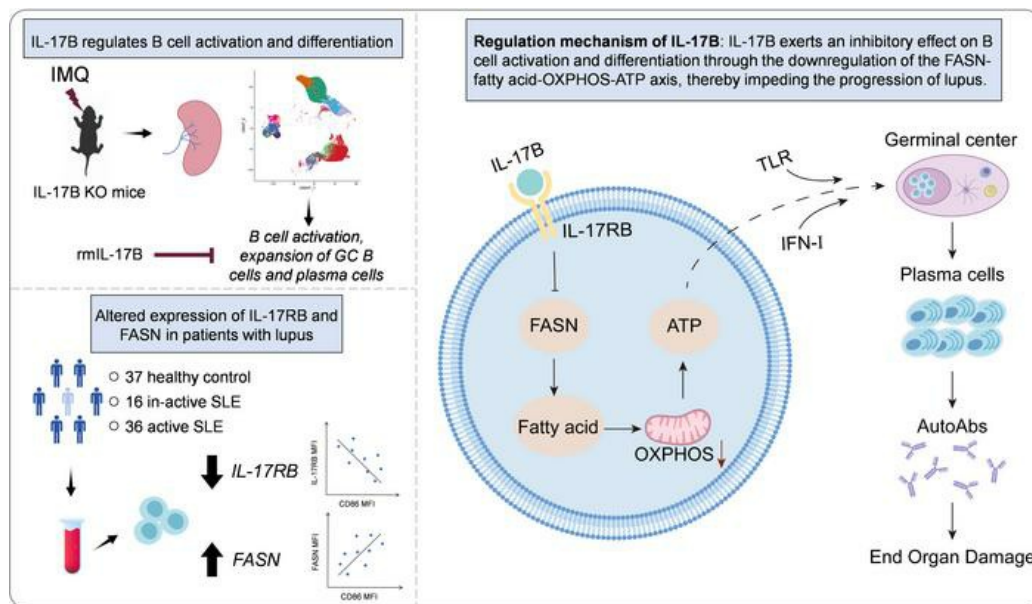 IL-17B regulates B cell activation and differentiation
IMQ
IL-17B KO mice
rmIL-17B
B cell activation,
expansion of GC B
cells and plasma cells
Altered expression of IL-17RB and
FASN in patients with lupus
37 healthy control
16 in-active SLE
36 active SLE
IL-17RB
FASN
IL-17RB MFI
CD86 MFI
FASN MFI
CD86 MFI
Regulation mechanism of IL-17B: IL-17B exerts an inhibitory effect on B
cell activation and differentiation through the downregulation of the FASN-
fatty acid-OXPHOS-ATP axis, thereby impeding the progression of lupus.
IL-17B
IL-17RB
FASN
ATP
Fatty acid
OXPHOS
TLR
IFN-I
Germinal center
Plasma cells
AutoAbs
End Organ Damage